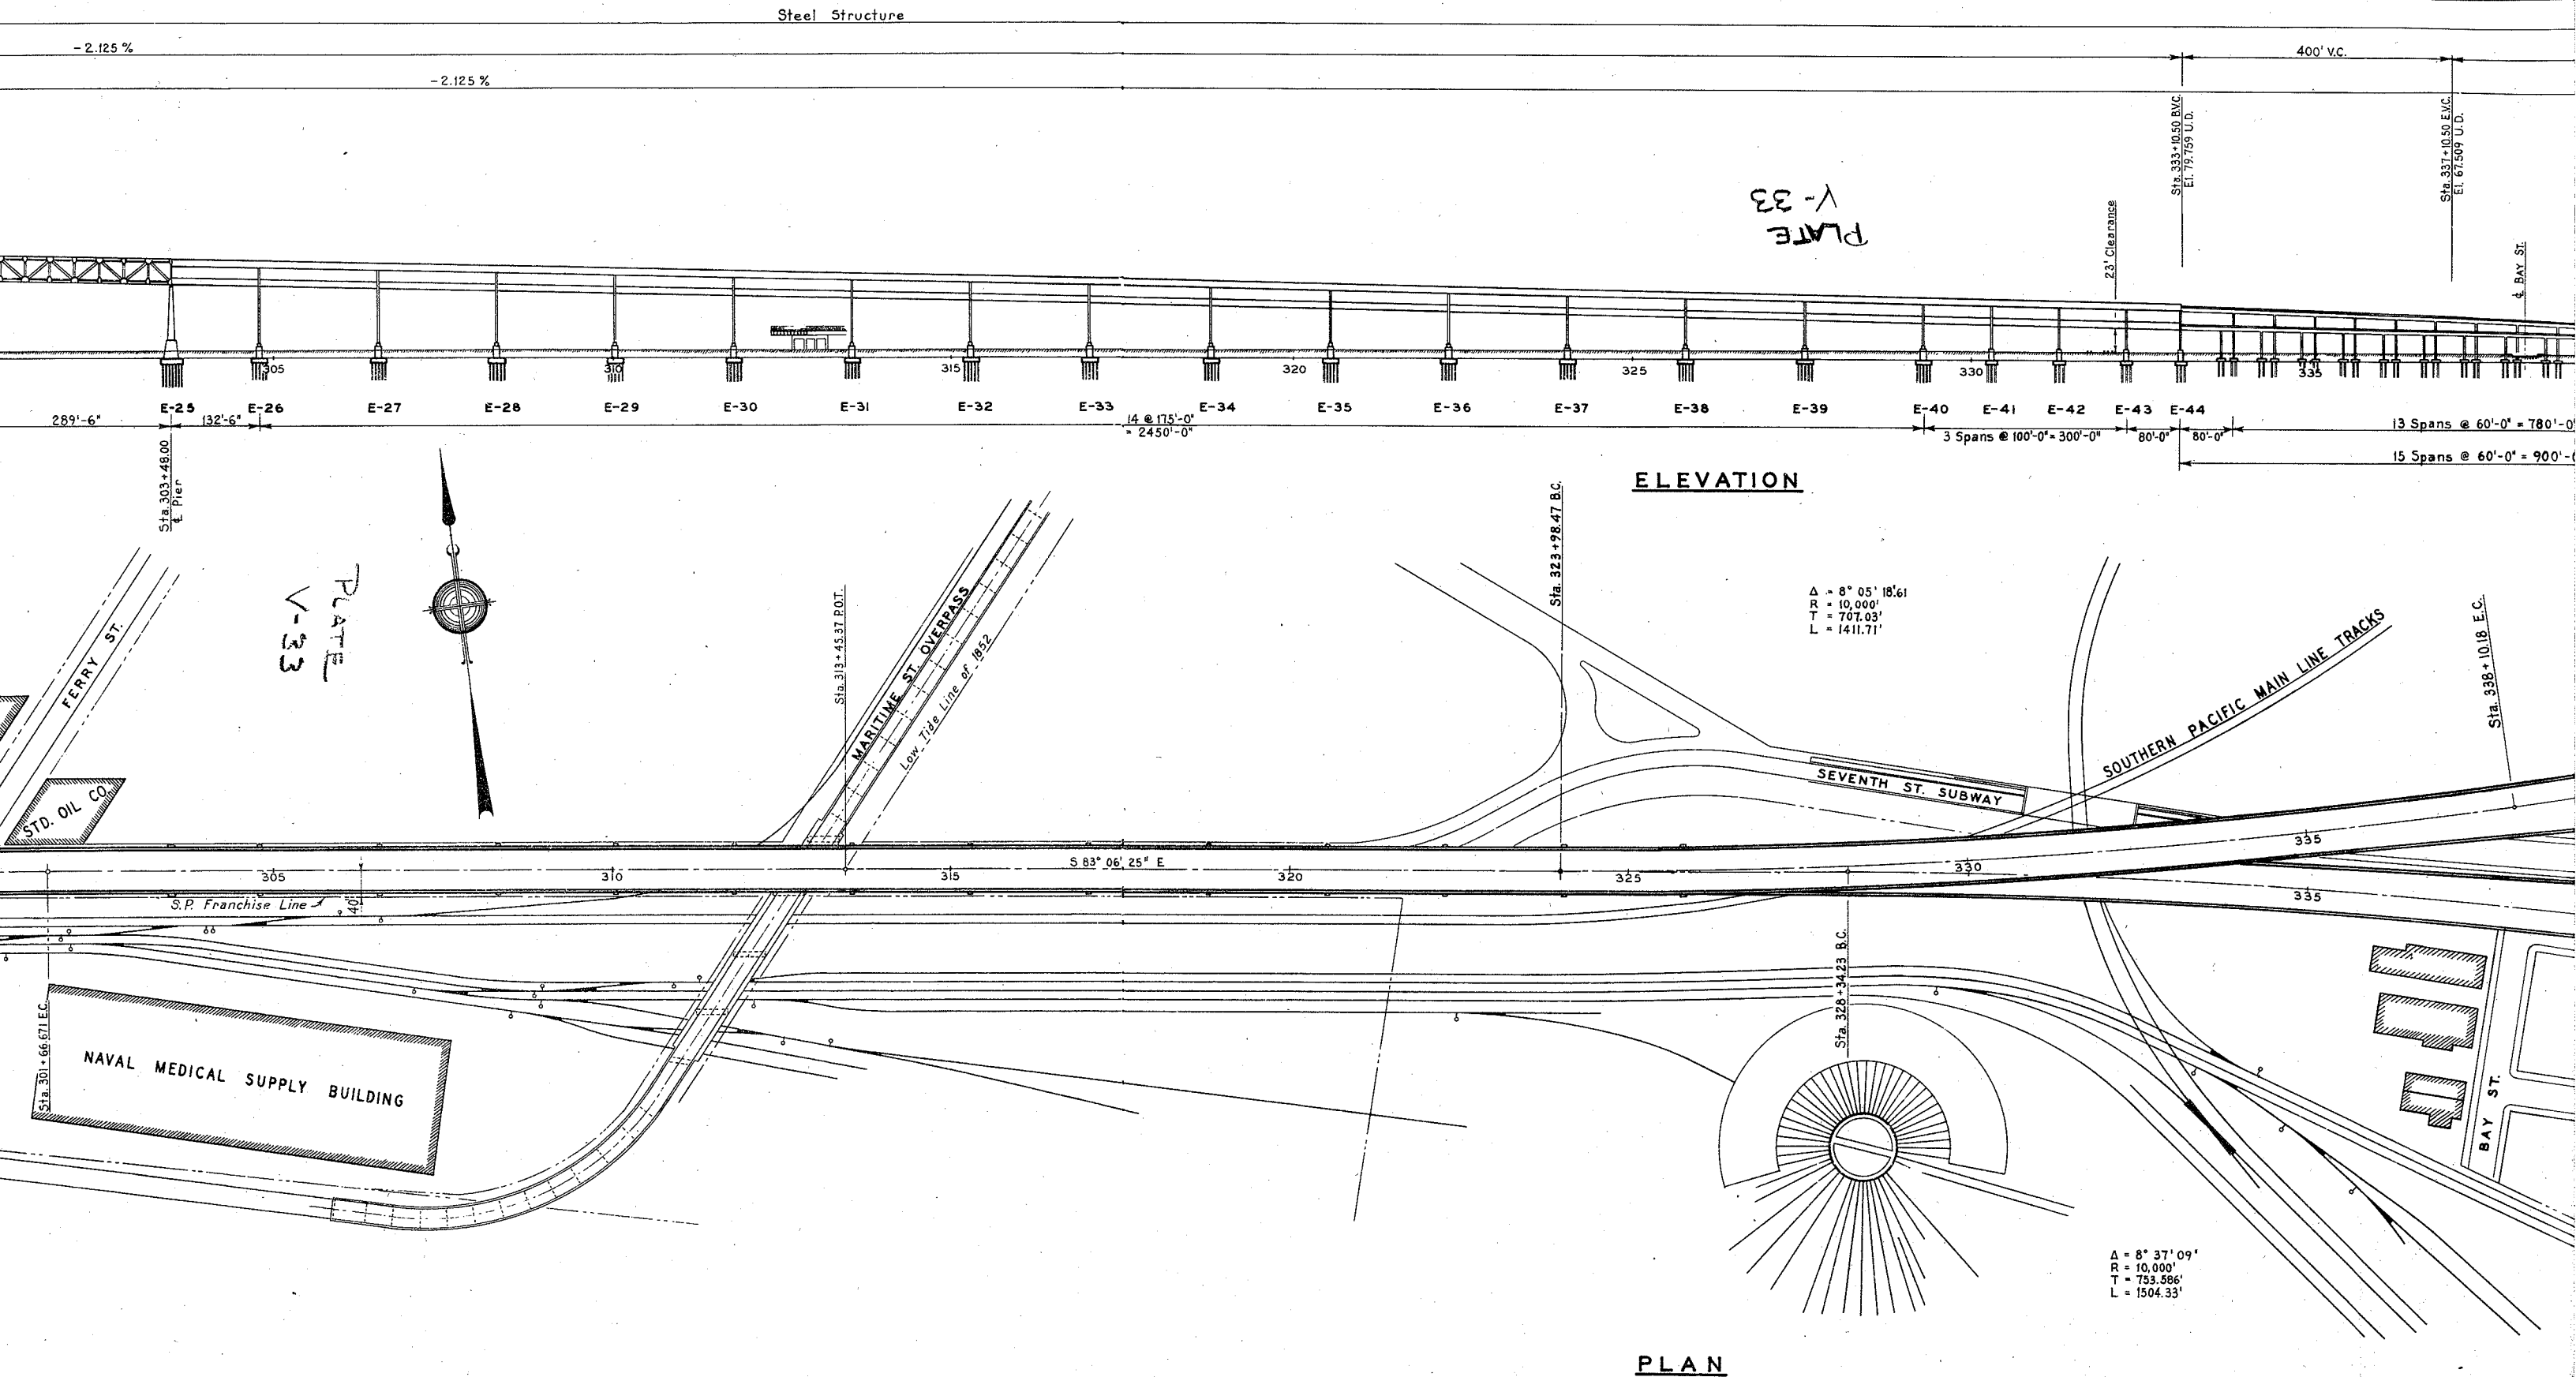 Steel Structure
- 2.125 %
400' V.C.
- 2.125 %
Sta. 333+10.50 B.V.C.
El. 79.759 U.D.
Sta. 337+10.50 E.V.C.
El. 67.509 U.D.
PLATE
V-33
23' Clearance
℄ BAY ST.
305
310
315
320
325
330
335
E-25
E-26
E-27
E-28
E-29
E-30
E-31
E-32
E-33
E-34
E-35
E-36
E-37
E-38
E-39
E-40
E-41
E-42
E-43
E-44
289'-6"
132'-6"
14 @ 175'-0"
= 2450'-0"
3 Spans @ 100'-0" = 300'-0"
80'-0"
80'-0"
13 Spans @ 60'-0" = 780'-0
15 Spans @ 60'-0" = 900'-
Sta. 303+48.00
℄ Pier
ELEVATION
PLATE
V-33
FERRY ST.
STD. OIL CO.
Sta. 313+45.37 P.O.T.
MARITIME ST. OVERPASS
Low Tide Line of 1852
Sta. 323+98.47 B.C.
Δ = 8° 05' 18".61
R = 10,000'
T = 707.03'
L = 1411.71'
SOUTHERN PACIFIC MAIN LINE TRACKS
Sta. 338+10.18 E.C.
SEVENTH ST. SUBWAY
S 83° 06' 25" E
305
310
315
320
325
330
335
335
S.P. Franchise Line
40'
Sta. 301+66.671 E.C.
NAVAL MEDICAL SUPPLY BUILDING
Sta. 328+34.23 B.C.
BAY ST.
Δ = 8° 37' 09"
R = 10,000'
T = 753.586'
L = 1504.33'
PLAN